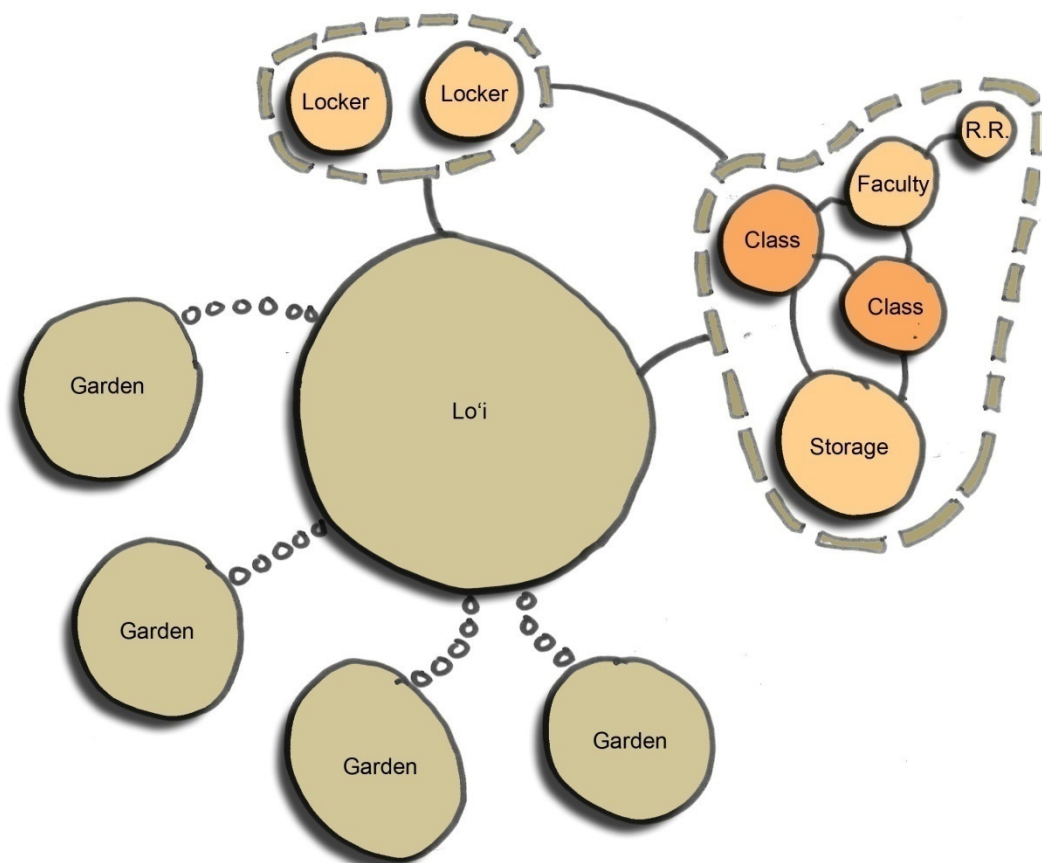 Locker
Locker
R.R.
Faculty
Class
Class
Garden
Lo‘i
Storage
Garden
Garden
Garden